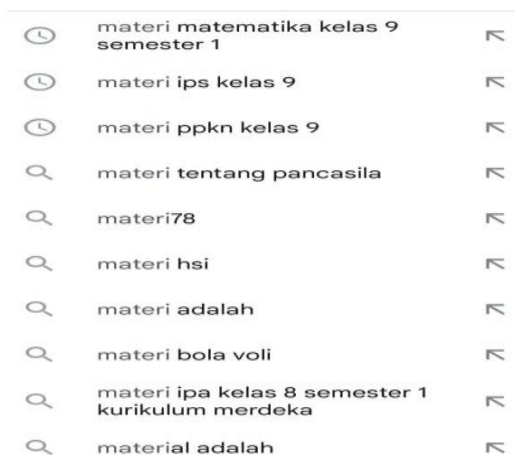 materi matematika kelas 9
semester 1
materi ips kelas 9
materi ppkn kelas 9
materi tentang pancasila
materi78
materi hsi
materi adalah
materi bola voli
materi ipa kelas 8 semester 1
kurikulum merdeka
material adalah